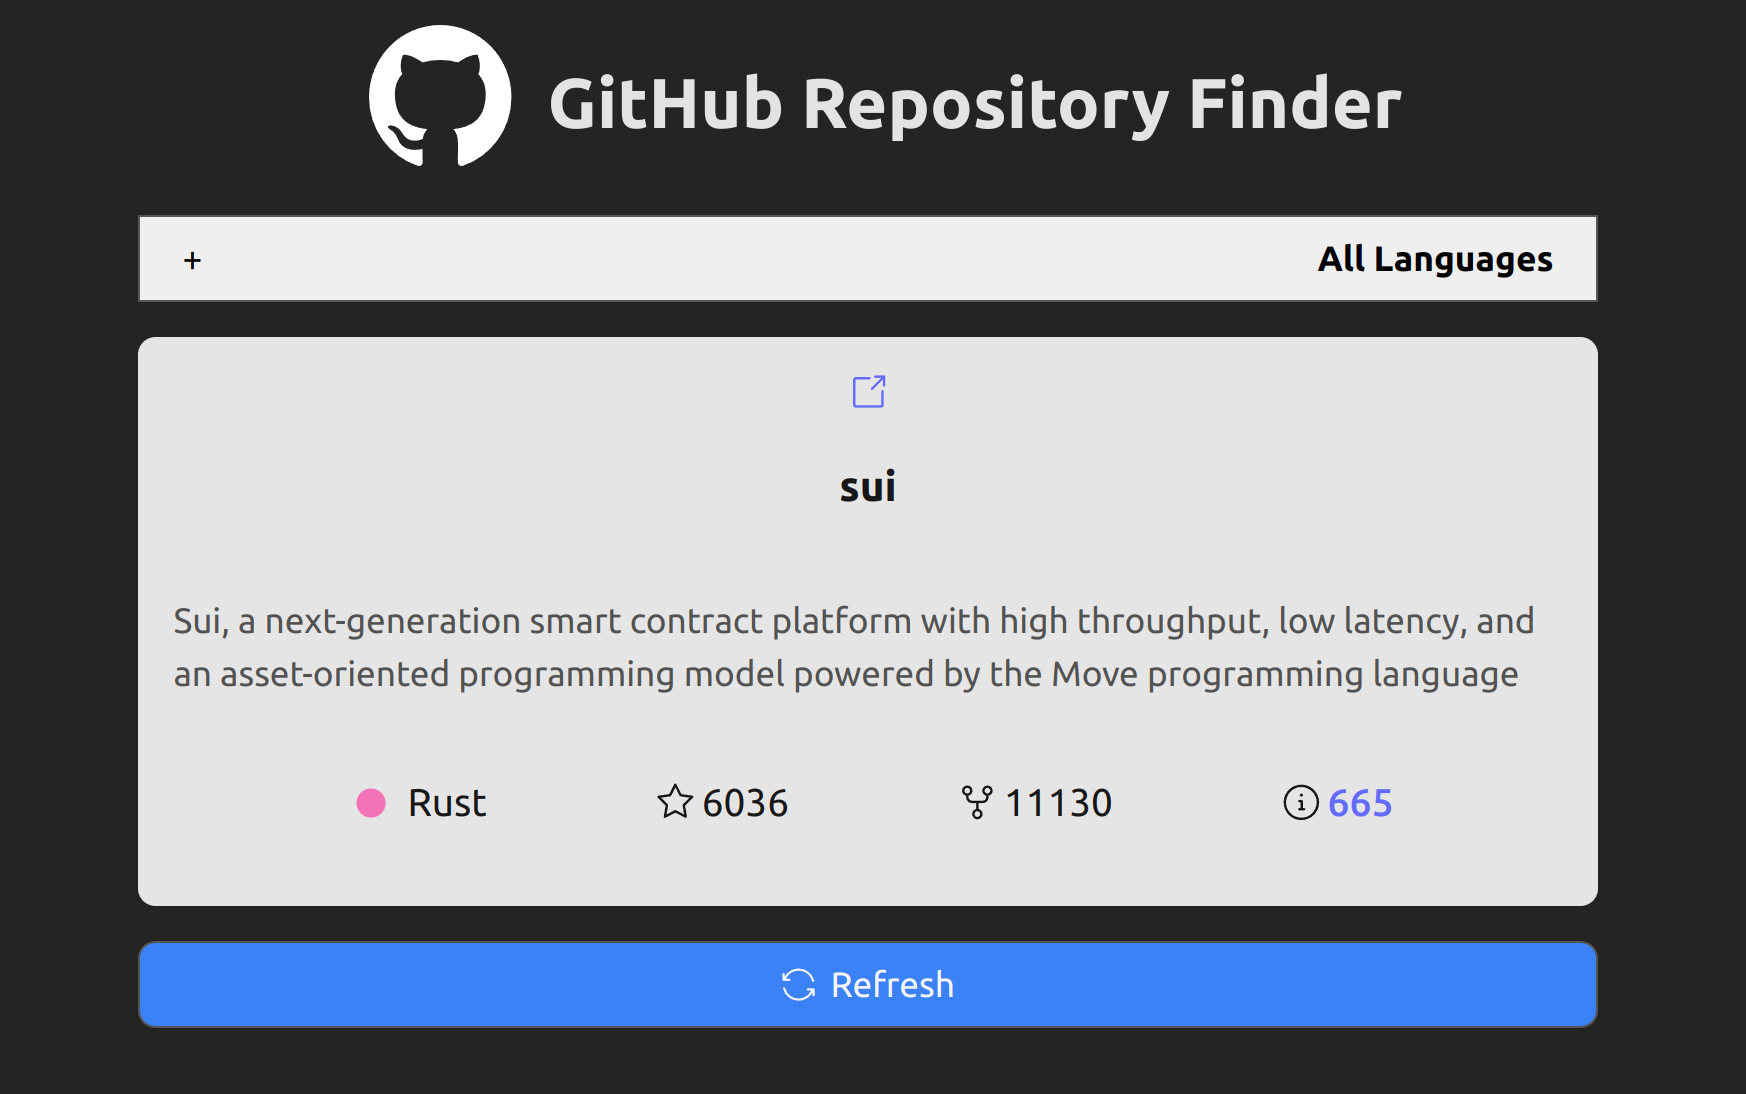 GitHub Repository Finder
+ All Languages
sui
Sui, a next-generation smart contract platform with high throughput, low latency, and
an asset-oriented programming model powered by the Move programming language
Rust 6036 11130 665
Refresh